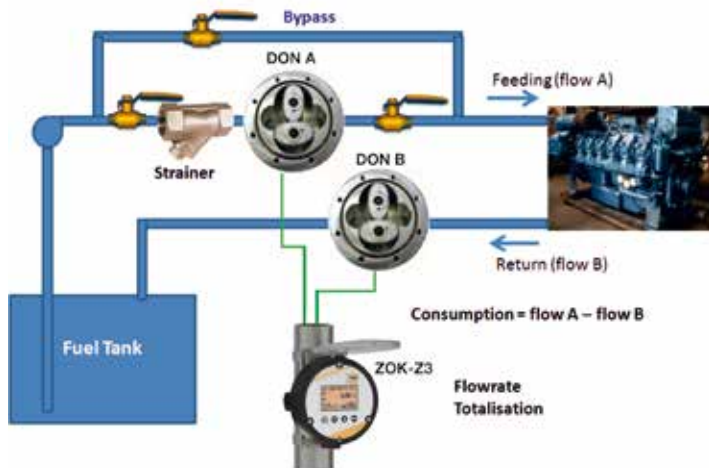 Bypass
DON A
Feeding (flow A)
Strainer
DON B
Return (flow B)
Consumption = flow A – flow B
Fuel Tank
ZOK-Z3
Flowrate
Totalisation